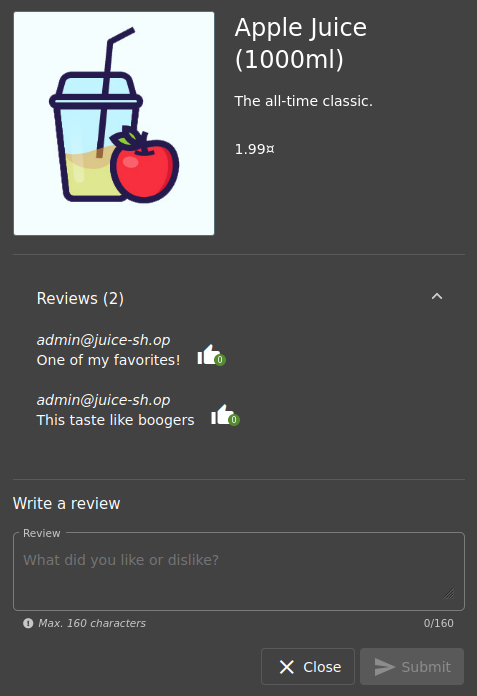 Apple Juice
(1000ml)
The all-time classic.
1.99¤
Reviews (2)
admin@juice-sh.op
One of my favorites!
0
admin@juice-sh.op
This taste like boogers
0
Write a review
Review
What did you like or dislike?
Max. 160 characters
0/160
Close
Submit